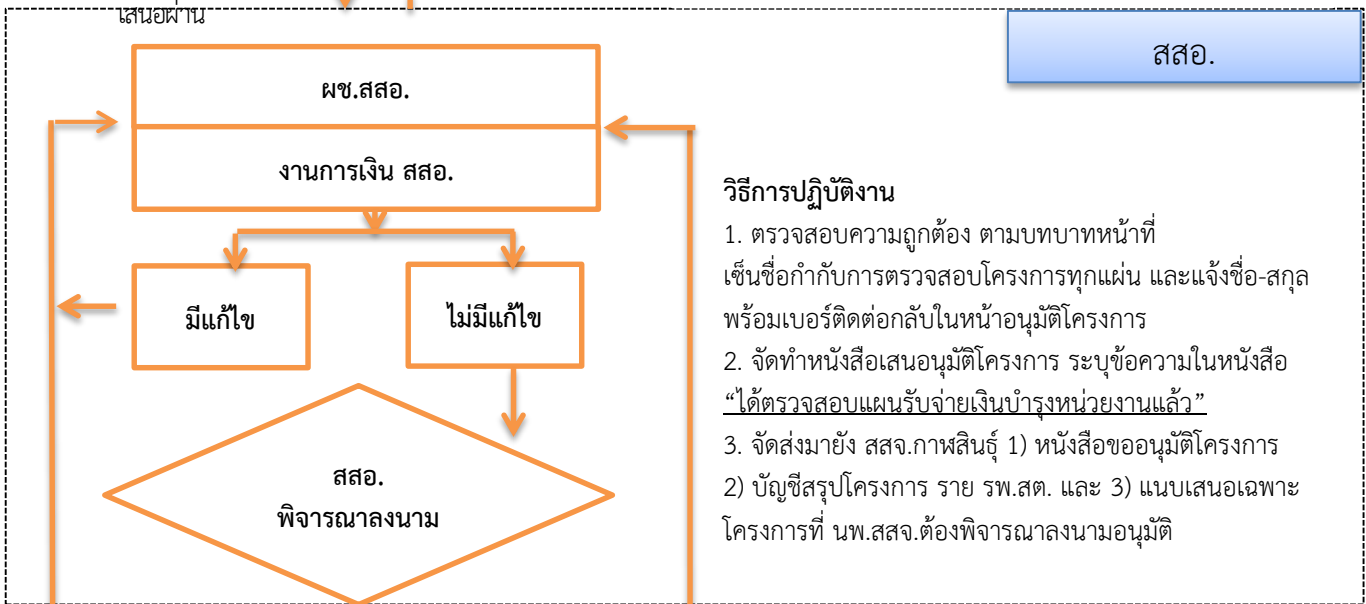 เสนอผ่าน
สสอ.
ผช.สสอ.
งานการเงิน สสอ.
มีแก้ไข
ไม่มีแก้ไข
สสอ.
พิจารณาลงนาม
วิธีการปฏิบัติงาน
1. ตรวจสอบความถูกต้อง ตามบทบาทหน้าที่
เซ็นชื่อกำกับการตรวจสอบโครงการทุกแผ่น และแจ้งชื่อ-สกุล
พร้อมเบอร์ติดต่อกลับในหน้าอนุมัติโครงการ
2. จัดทำหนังสือเสนอนุมัติโครงการ ระบุข้อความในหนังสือ
“ได้ตรวจสอบแผนรับจ่ายเงินบำรุงหน่วยงานแล้ว”
3. จัดส่งมายัง สสจ.กาฬสินธุ์ 1) หนังสือขออนุมัติโครงการ
2) บัญชีสรุปโครงการ ราย รพ.สต. และ 3) แนบเสนอเฉพาะ
โครงการที่ นพ.สสจ.ต้องพิจารณาลงนามอนุมัติ